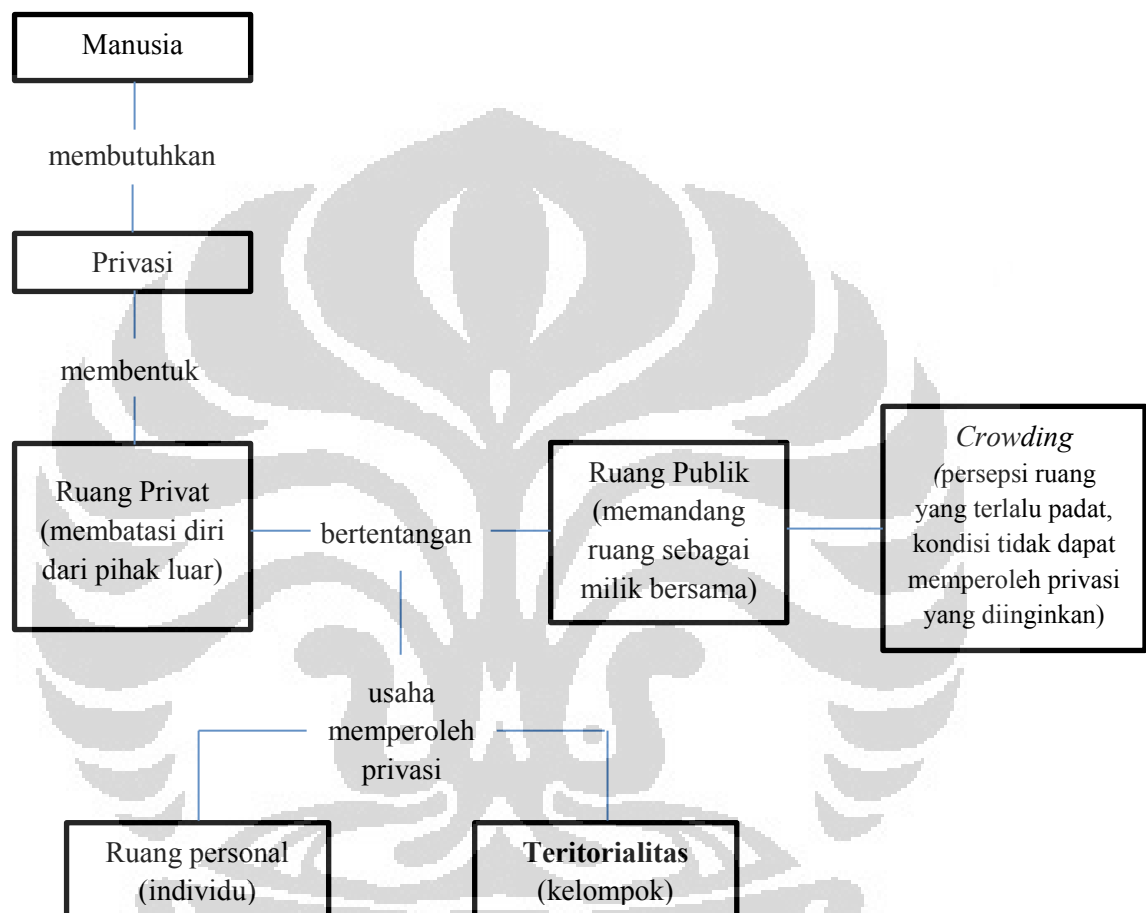 Manusia
membutuhkan
Privasi
membentuk
Ruang Privat
(membatasi diri
dari pihak luar)
bertentangan
Ruang Publik
(memandang
ruang sebagai
milik bersama)
Crowding
(persepsi ruang
yang terlalu padat,
kondisi tidak dapat
memperoleh privasi
yang diinginkan)
usaha
memperoleh
privasi
Ruang personal
(individu)
Teritorialitas
(kelompok)